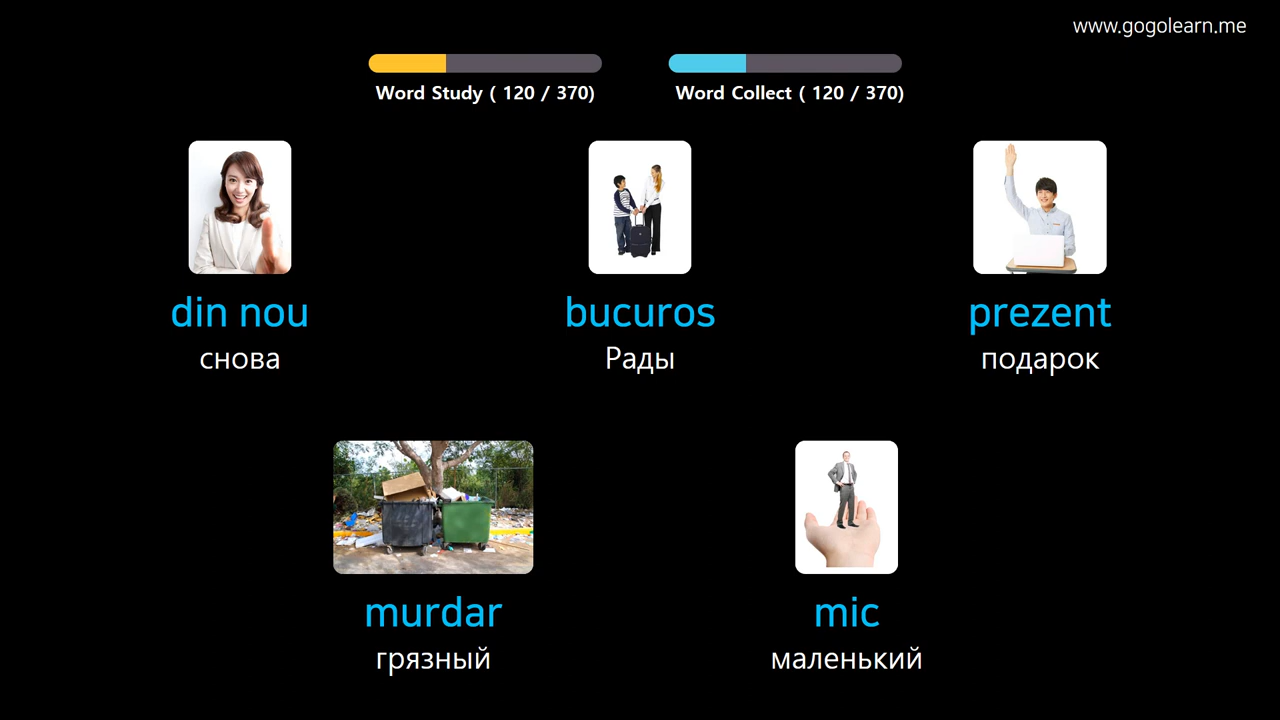 www.gogolearn.me
Word Study ( 120 / 370)
Word Collect ( 120 / 370)
din nou
снова
bucuros
Рады
prezent
подарок
murdar
грязный
mic
маленький